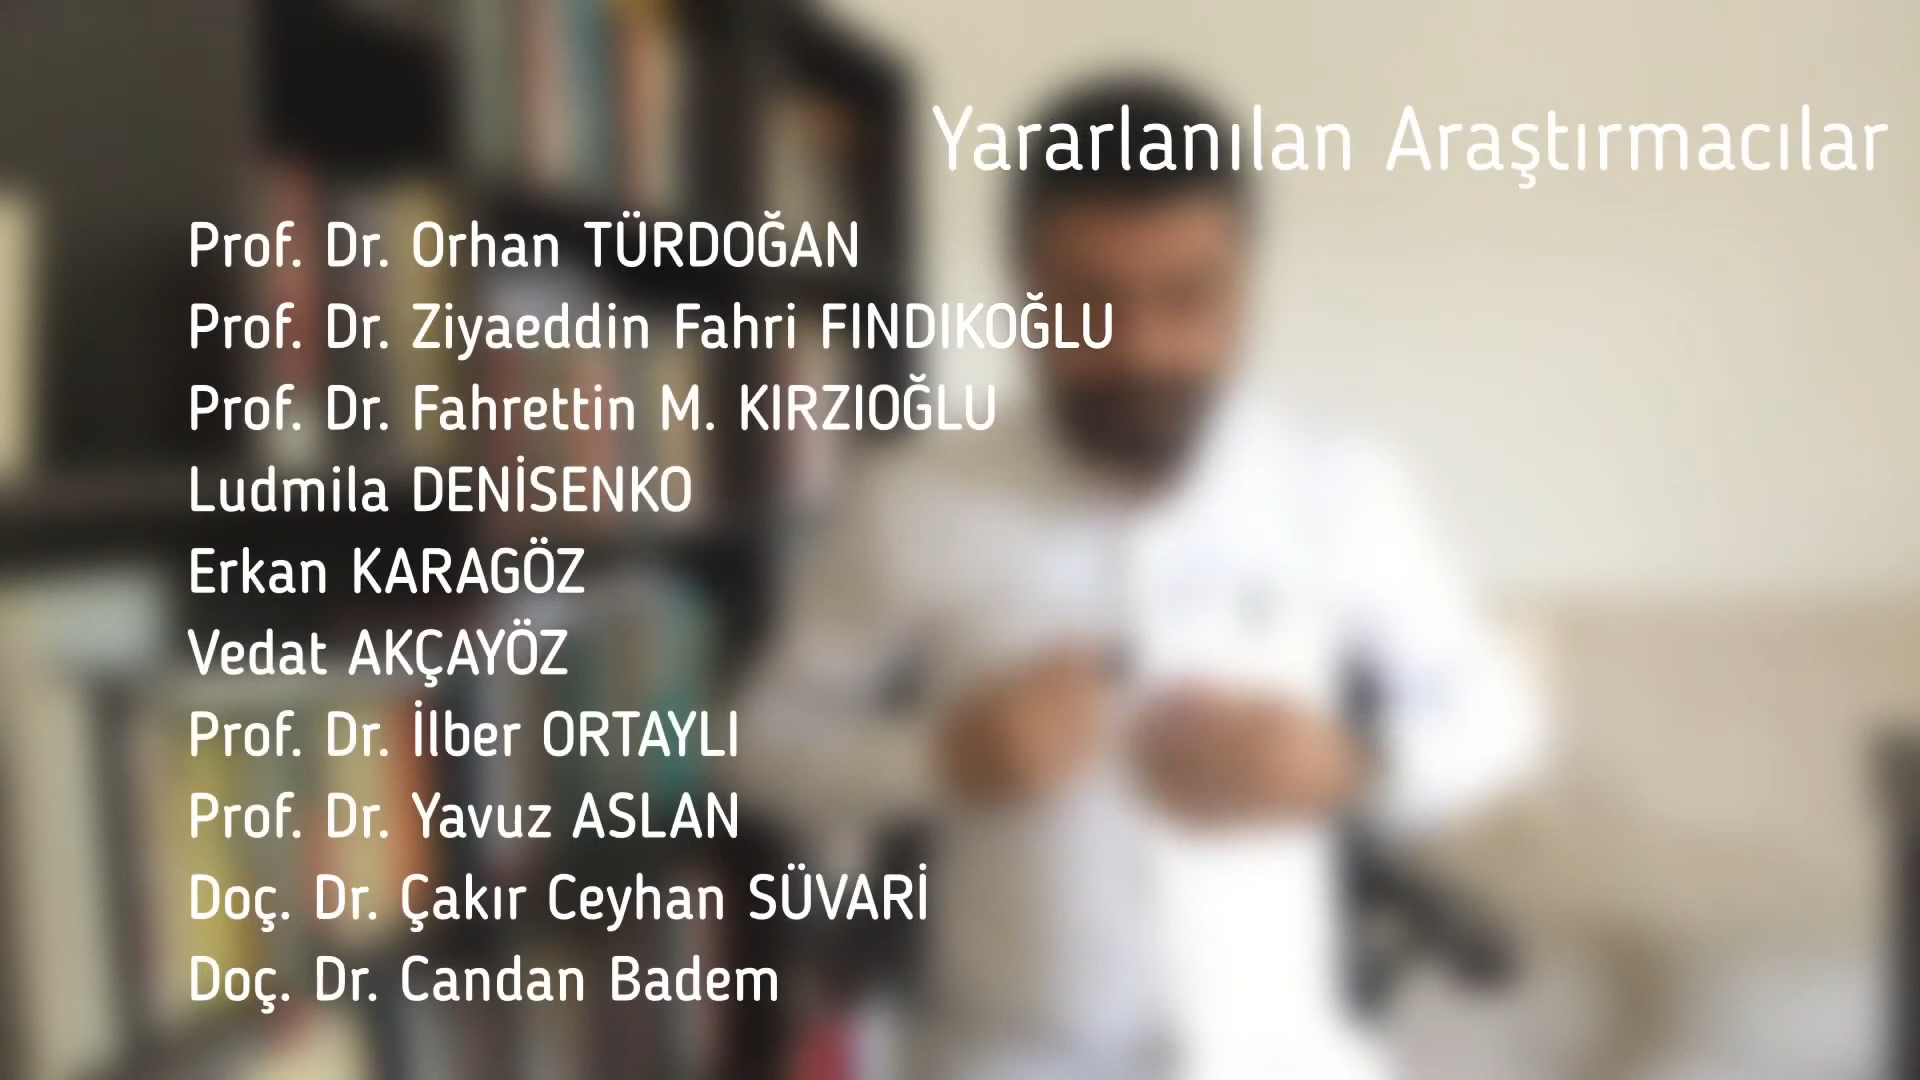 Yararlanılan Araştırmacılar
Prof. Dr. Orhan TÜRDOĞAN
Prof. Dr. Ziyaeddin Fahri FINDIKOĞLU
Prof. Dr. Fahrettin M. KIRZIOĞLU
Ludmila DENİSENKO
Erkan KARAGÖZ
Vedat AKÇAYÖZ
Prof. Dr. İlber ORTAYLI
Prof. Dr. Yavuz ASLAN
Doç. Dr. Çakır Ceyhan SÜVARİ
Doç. Dr. Candan Badem